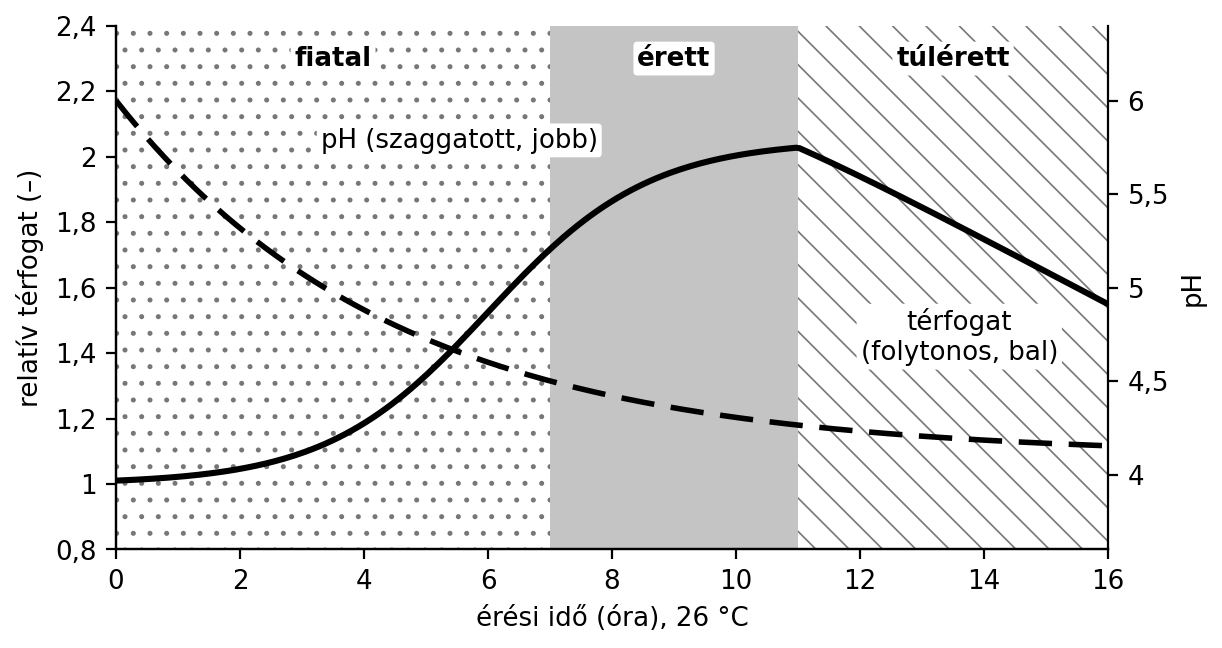 2,4
2,2
2
1,8
1,6
1,4
1,2
1
0,8
relatív térfogat (–)
fiatal
érett
túlérett
pH (szaggatott, jobb)
térfogat
(folytonos, bal)
6
5,5
5
4,5
4
pH
0 2 4 6 8 10 12 14 16
érési idő (óra), 26 °C